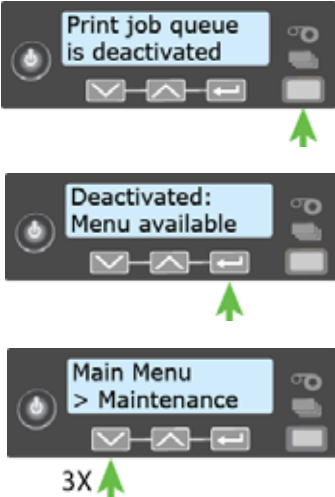 Print job queue
is deactivated
Deactivated:
Menu available
Main Menu
> Maintenance
3X